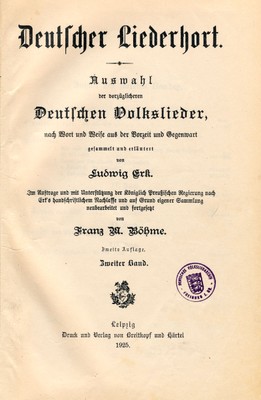 Deutscher Liederhort.
Auswahl
der vorzüglicheren
Deutschen Volkslieder,
nach Wort und Weise aus der Vorzeit und Gegenwart
gesammelt und erläutert
von
Ludwig Erk.
Im Auftrage und mit Unterstützung der Königlich Preußischen Regierung nach
Erk's handschriftlichem Nachlasse und auf Grund eigener Sammlung
neubearbeitet und fortgesetzt
von
Franz M. Böhme.
Zweite Auflage.
Zweiter Band.
Leipzig
Druck und Verlag von Breitkopf und Härtel
1925.